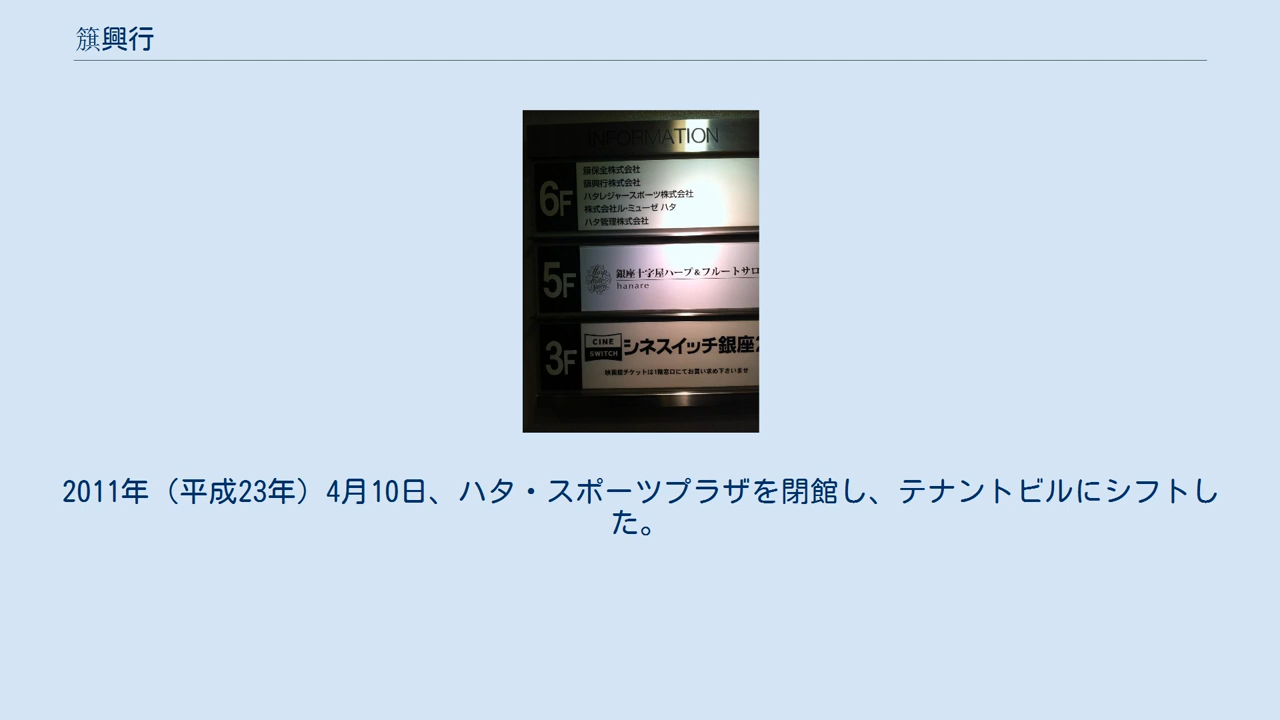 籏興行
INFORMATION
6F
籏保全株式会社
籏興行株式会社
ハタレジャースポーツ株式会社
株式会社ル・ミューゼ ハタ
ハタ管理株式会社
5F
銀座十字屋ハープ&フルートサロ
hanare
3F
CINE
SWITCH
シネスイッチ銀座2
映画館チケットは1階窓口にてお買い求め下さいませ
2011年（平成23年）4月10日、ハタ・スポーツプラザを閉館し、テナントビルにシフトし
た。